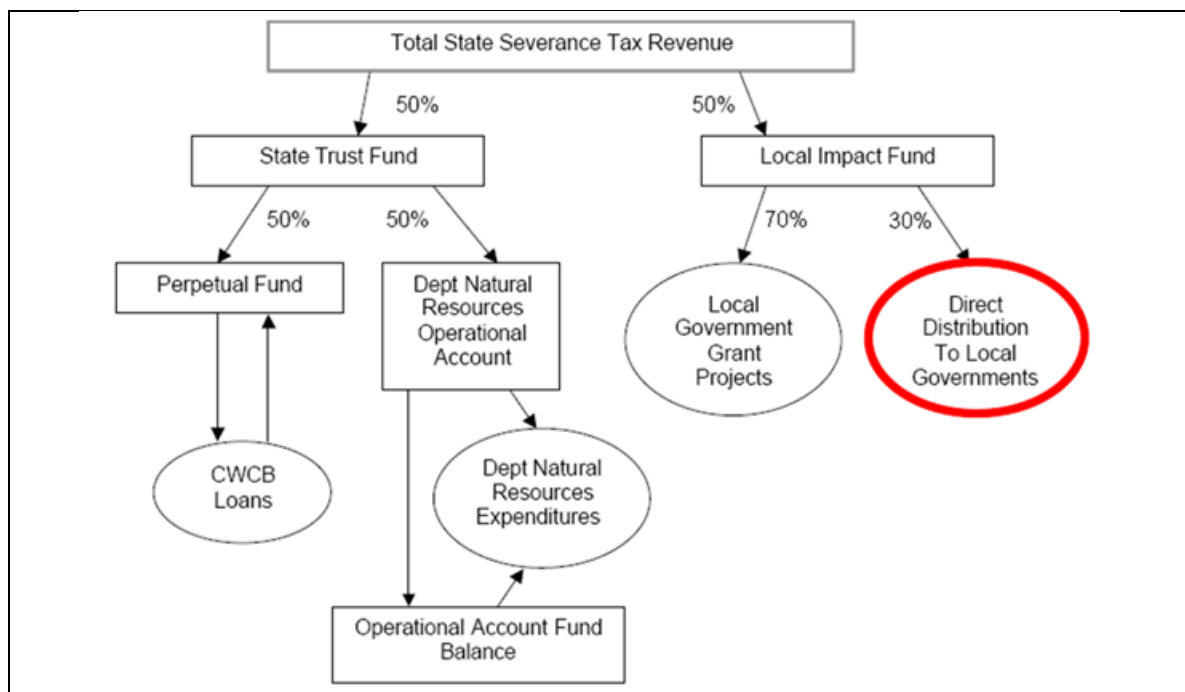 Total State Severance Tax Revenue
50%
50%
State Trust Fund
Local Impact Fund
50%
50%
70%
30%
Perpetual Fund
Dept Natural
Resources
Operational
Account
Local
Government
Grant
Projects
Direct
Distribution
To Local
Governments
CWCB
Loans
Dept Natural
Resources
Expenditures
Operational Account Fund
Balance